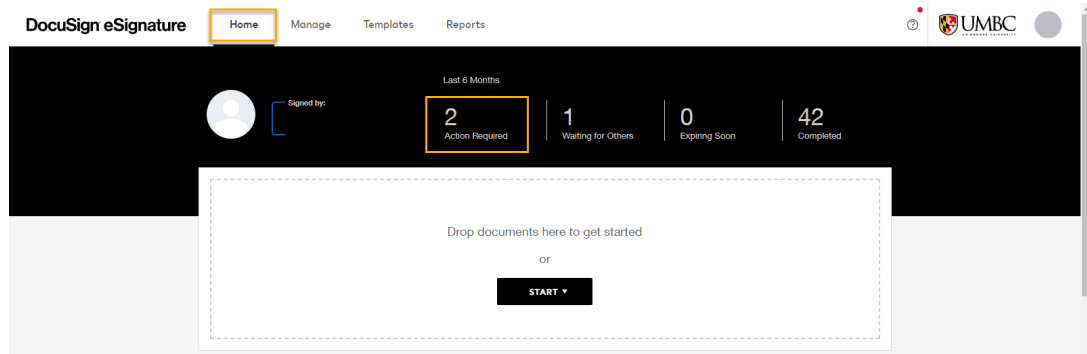 DocuSign eSignature Home Manage Templates Reports ? UMBC
Last 6 Months
Signed by:
2 1 0 42
Action Required Waiting for Others Expiring Soon Completed
Drop documents here to get started
or
START